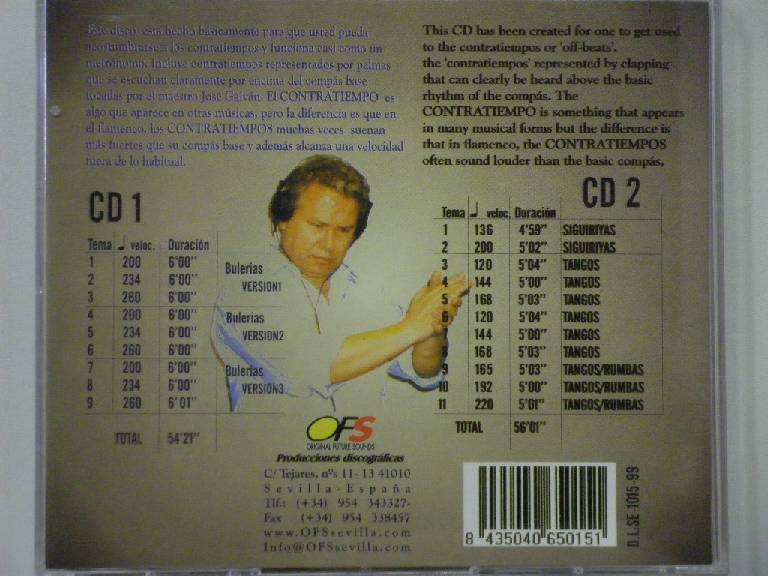 Este disco, esta hecho básicamente para que usted pueda
acostumbrarse a los contratiempos y funciona casi como un
metrónomo. Incluye contratiempos representados por palmas
que se escuchan claramente por encima del compás base
tocadas por el maestro José Galván. El CONTRATIEMPO es
algo que aparece en otras músicas, pero la diferencia es que en
el flamenco, los CONTRATIEMPOS muchas veces suenan
más fuertes que su compás base y además alcanza una velocidad
fuera de lo habitual.
This CD has been created for one to get used
to the contratiempos or 'off-beats'.
the 'contratiempos' represented by clapping
that can clearly be heard above the basic
rhythm of the compás. The
CONTRATIEMPO is something that appears
in many musical forms but the difference is
that in flamenco, the CONTRATIEMPOS
often sound louder than the basic compás.
CD 1
Tema ♩ veloc. Duración
1 200 6'00"
2 234 6'00"
3 260 6'00"
Bulerias
VERSION1
4 200 6'00"
5 234 6'00"
6 260 6'00"
Bulerias
VERSION2
7 200 6'00"
8 234 6'00"
9 260 6'01"
Bulerias
VERSION3
TOTAL 54'21"
CD 2
Tema ♩ veloc. Duración
1 136 4'59" SIGUIRIYAS
2 200 5'02" SIGUIRIYAS
3 120 5'04" TANGOS
4 144 5'00" TANGOS
5 168 5'03" TANGOS
6 120 5'04" TANGOS
144 5'00" TANGOS
8 168 5'03" TANGOS
9 165 5'03" TANGOS/RUMBAS
10 192 5'00" TANGOS/RUMBAS
11 220 5'01" TANGOS/RUMBAS
TOTAL 56'01"
OFS
ORIGINAL FUTURE SOUNDS
Producciones discográficas
C/ Tejares, nºs 11- 13 41010
Sevilla-España
Tlf.: (+34) 954 343327-
Fax (+34) 954 338457
www.OFSsevilla.com
Info@OFSsevilla.com
8 435040 650151
D.L.SE-1015-99